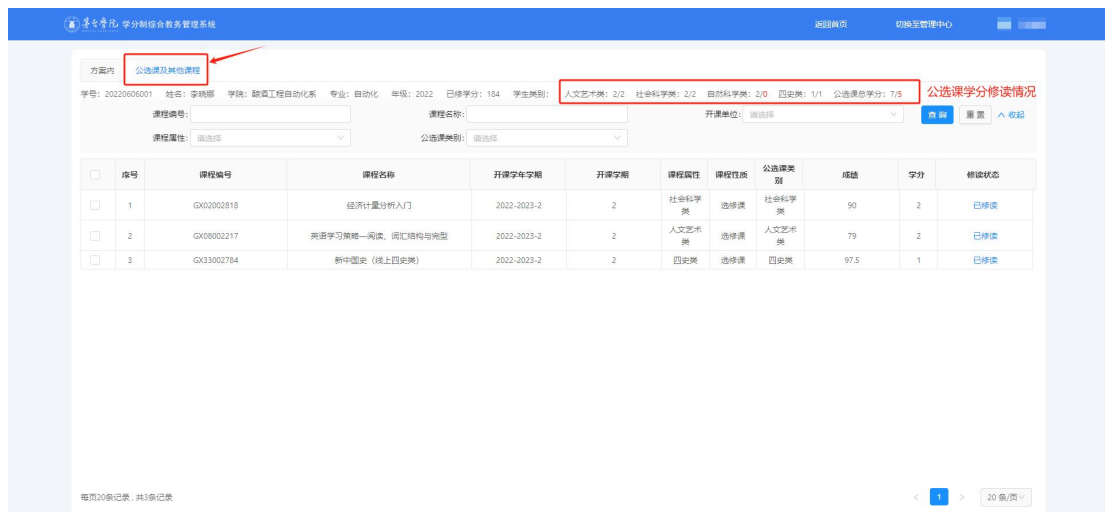 茅台学院 学分制综合教务管理系统 返回首页 切换至管理中心
方案内 公选课及其他课程
学号: 20220606001 姓名: 李晓娜 学院: 酿酒工程自动化系 专业: 自动化 年级: 2022 已修学分: 184 学生类别: 人文艺术类: 2/2 社会科学类: 2/2 自然科学类: 2/0 四史类: 1/1 公选课总学分: 7/5 公选课学分修读情况
课程编号: 课程名称: 开课单位: 请选择 查 询 重 置 收起
课程属性: 请选择 公选课类别: 请选择
序号 课程编号 课程名称 开课学年学期 开课学期 课程属性 课程性质 公选课类别 成绩 学分 修读状态
1 GX02002818 经济计量分析入门 2022-2023-2 2 社会科学类 选修课 社会科学类 90 2 已修读
2 GX08002217 英语学习策略—阅读、词汇结构与完型 2022-2023-2 2 人文艺术类 选修课 人文艺术类 79 2 已修读
3 GX33002784 新中国史（线上四史类） 2022-2023-2 2 四史类 选修课 四史类 97.5 1 已修读
每页20条记录 , 共3条记录 < 1 > 20 条/页